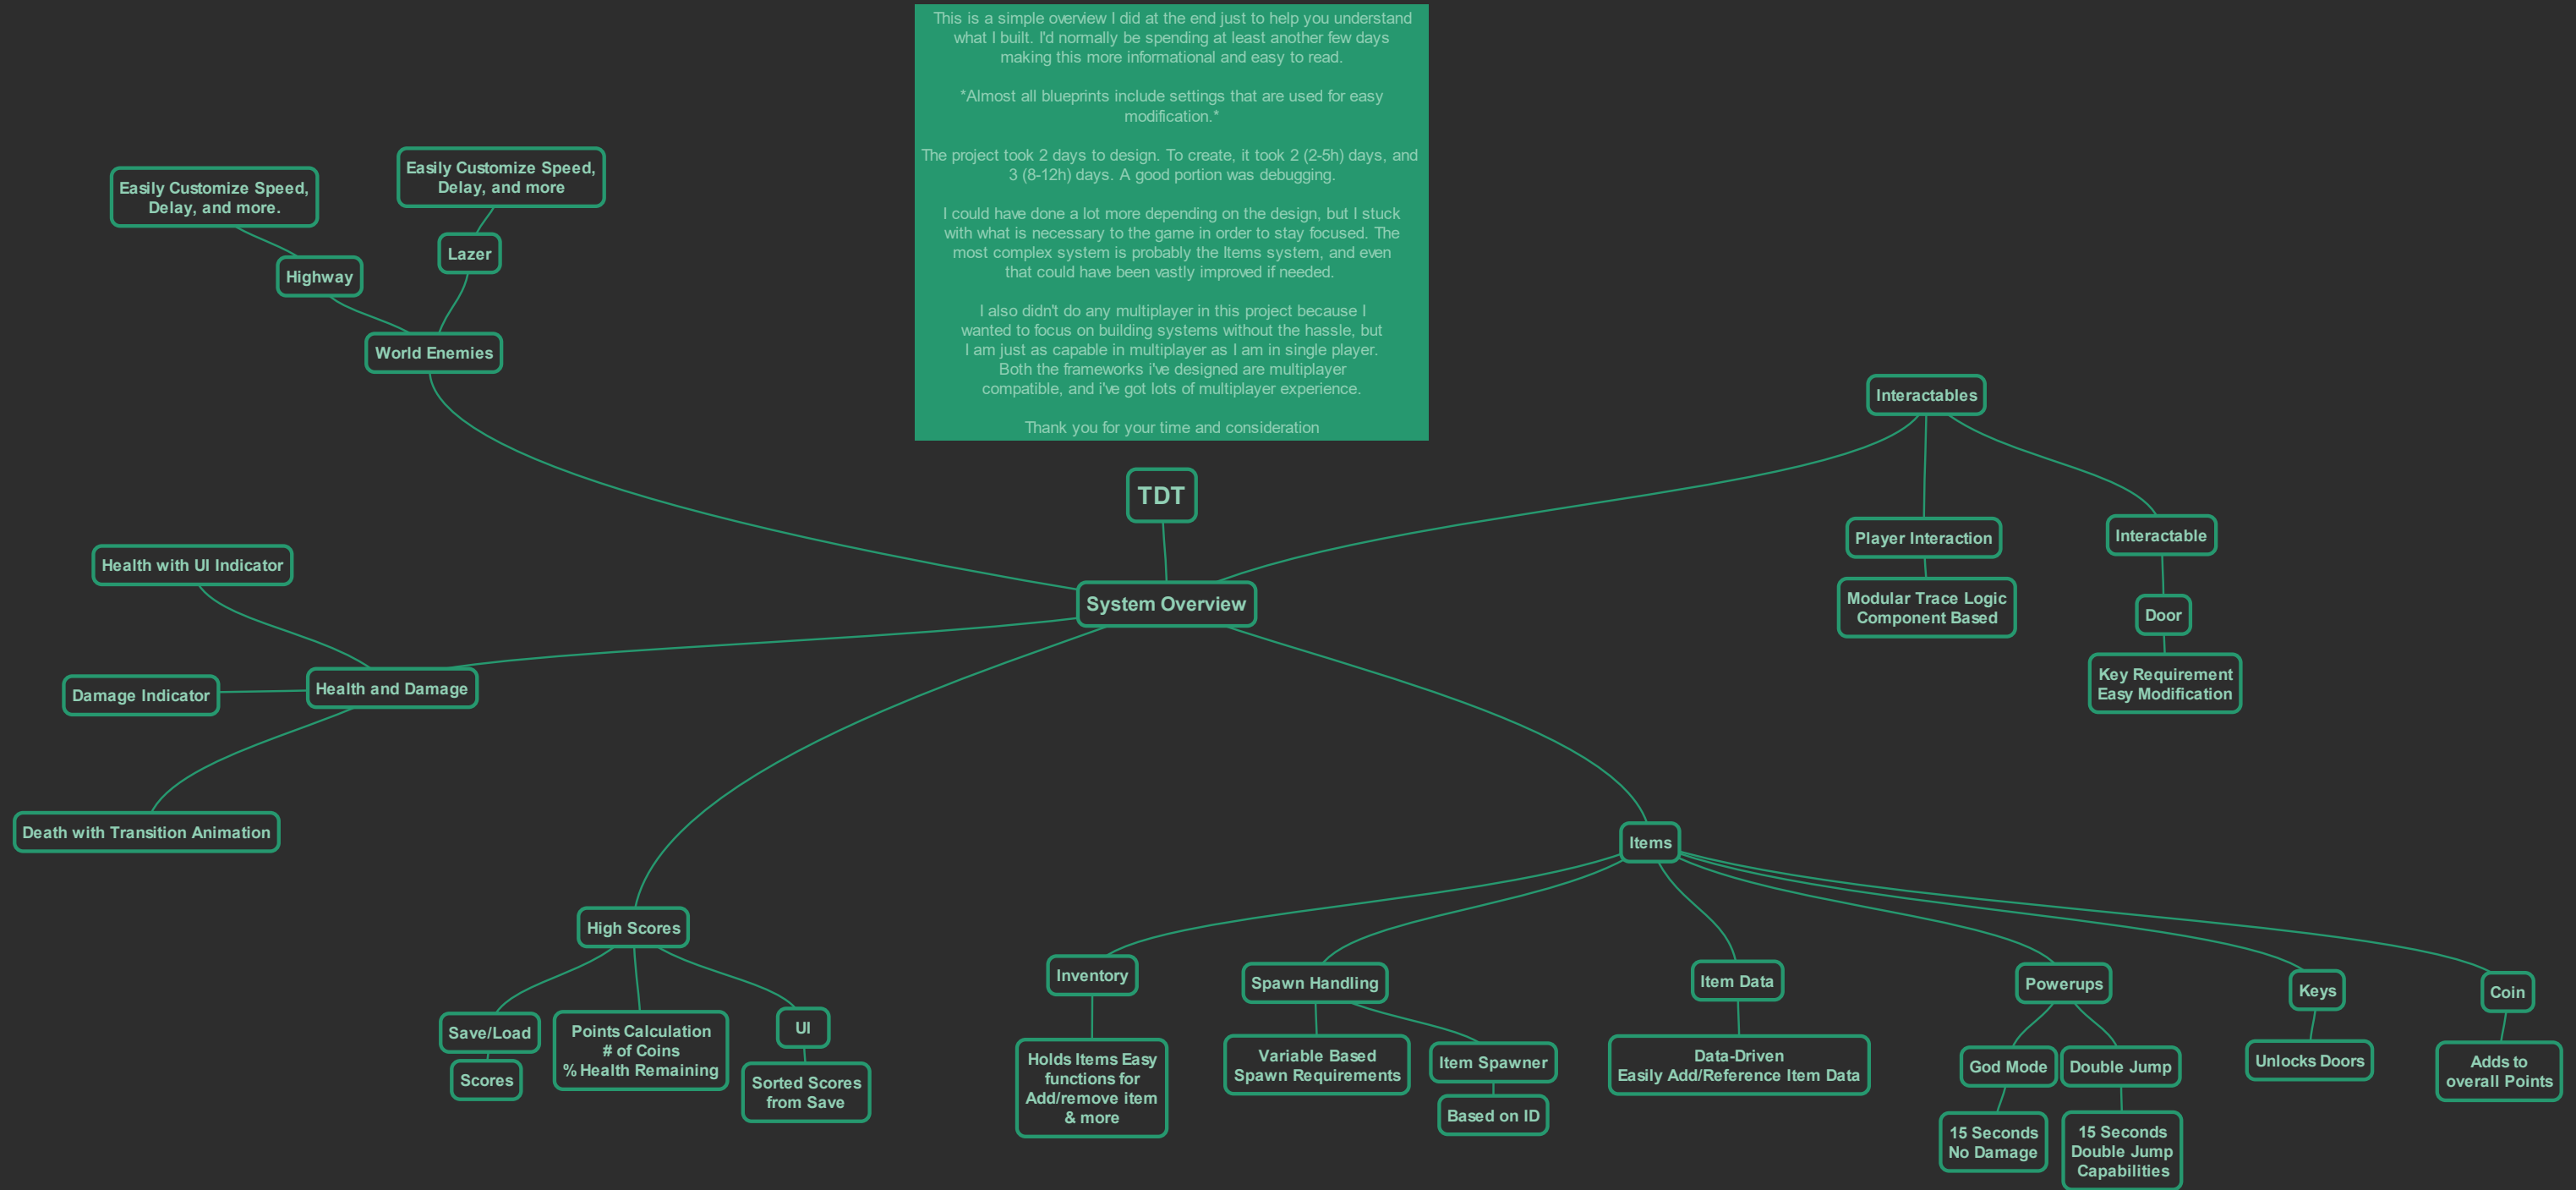 This is a simple overview I did at the end just to help you understand
what I built. I'd normally be spending at least another few days
making this more informational and easy to read.
*Almost all blueprints include settings that are used for easy
modification.*
The project took 2 days to design. To create, it took 2 (2-5h) days, and
3 (8-12h) days. A good portion was debugging.
I could have done a lot more depending on the design, but I stuck
with what is necessary to the game in order to stay focused. The
most complex system is probably the Items system, and even
that could have been vastly improved if needed.
I also didn't do any multiplayer in this project because I
wanted to focus on building systems without the hassle, but
I am just as capable in multiplayer as I am in single player.
Both the frameworks i've designed are multiplayer
compatible, and i've got lots of multiplayer experience.
Thank you for your time and consideration
TDT
System Overview
World Enemies
Highway
Easily Customize Speed,
Delay, and more.
Lazer
Easily Customize Speed,
Delay, and more
Health and Damage
Health with UI Indicator
Damage Indicator
Death with Transition Animation
High Scores
Save/Load
Scores
Points Calculation
# of Coins
% Health Remaining
UI
Sorted Scores
from Save
Interactables
Player Interaction
Modular Trace Logic
Component Based
Interactable
Door
Key Requirement
Easy Modification
Items
Inventory
Holds Items Easy
functions for
Add/remove item
& more
Spawn Handling
Variable Based
Spawn Requirements
Item Spawner
Based on ID
Item Data
Data-Driven
Easily Add/Reference Item Data
Powerups
God Mode
15 Seconds
No Damage
Double Jump
15 Seconds
Double Jump
Capabilities
Keys
Unlocks Doors
Coin
Adds to
overall Points